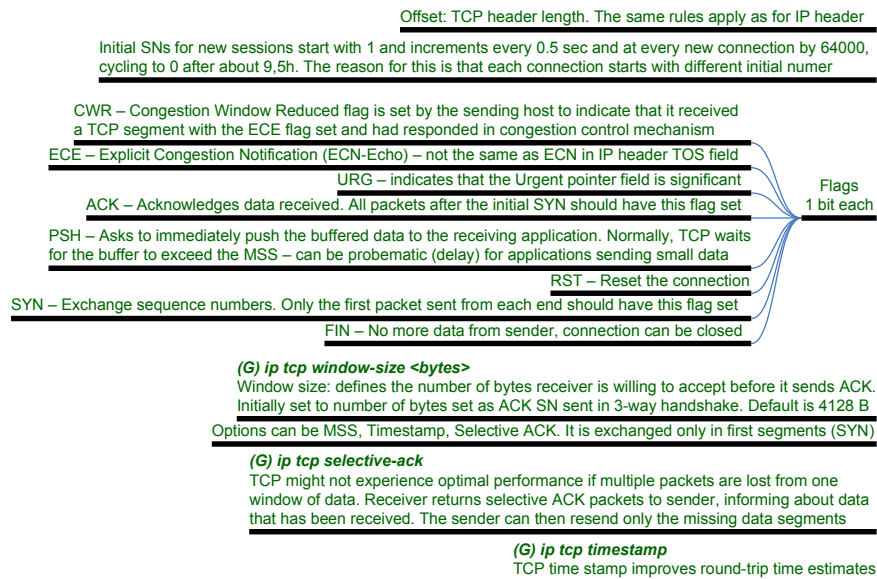 Offset: TCP header length. The same rules apply as for IP header
Initial SNs for new sessions start with 1 and increments every 0.5 sec and at every new connection by 64000,
cycling to 0 after about 9,5h. The reason for this is that each connection starts with different initial numer
CWR – Congestion Window Reduced flag is set by the sending host to indicate that it received
a TCP segment with the ECE flag set and had responded in congestion control mechanism
ECE – Explicit Congestion Notification (ECN-Echo) – not the same as ECN in IP header TOS field
URG – indicates that the Urgent pointer field is significant
ACK – Acknowledges data received. All packets after the initial SYN should have this flag set
PSH – Asks to immediately push the buffered data to the receiving application. Normally, TCP waits
for the buffer to exceed the MSS – can be probematic (delay) for applications sending small data
RST – Reset the connection
SYN – Exchange sequence numbers. Only the first packet sent from each end should have this flag set
FIN – No more data from sender, connection can be closed
Flags
1 bit each
(G) ip tcp window-size <bytes>
Window size: defines the number of bytes receiver is willing to accept before it sends ACK.
Initially set to number of bytes set as ACK SN sent in 3-way handshake. Default is 4128 B
Options can be MSS, Timestamp, Selective ACK. It is exchanged only in first segments (SYN)
(G) ip tcp selective-ack
TCP might not experience optimal performance if multiple packets are lost from one
window of data. Receiver returns selective ACK packets to sender, informing about data
that has been received. The sender can then resend only the missing data segments
(G) ip tcp timestamp
TCP time stamp improves round-trip time estimates